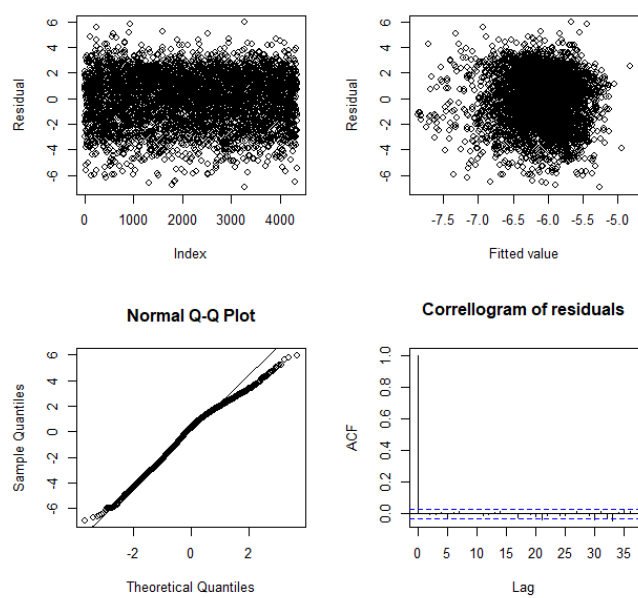 6
4
2
0
-2
-4
-6
Residual
0 1000 2000 3000 4000
Index
6
4
2
0
-2
-4
-6
Residual
-7.5 -7.0 -6.5 -6.0 -5.5 -5.0
Fitted value
Normal Q-Q Plot
6
4
2
0
-2
-4
-6
Sample Quantiles
-2 0 2
Theoretical Quantiles
Correllogram of residuals
1.0
0.8
0.6
0.4
0.2
0.0
ACF
0 5 10 15 20 25 30 35
Lag